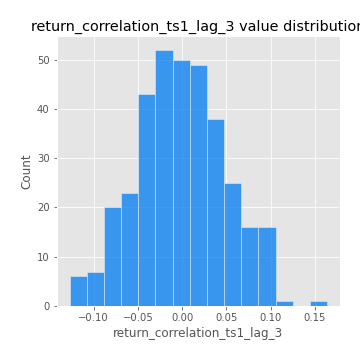 return_correlation_ts1_lag_3 value distribution
50
40
30
20
10
0
Count
−0.10 −0.05 0.00 0.05 0.10 0.15
return_correlation_ts1_lag_3